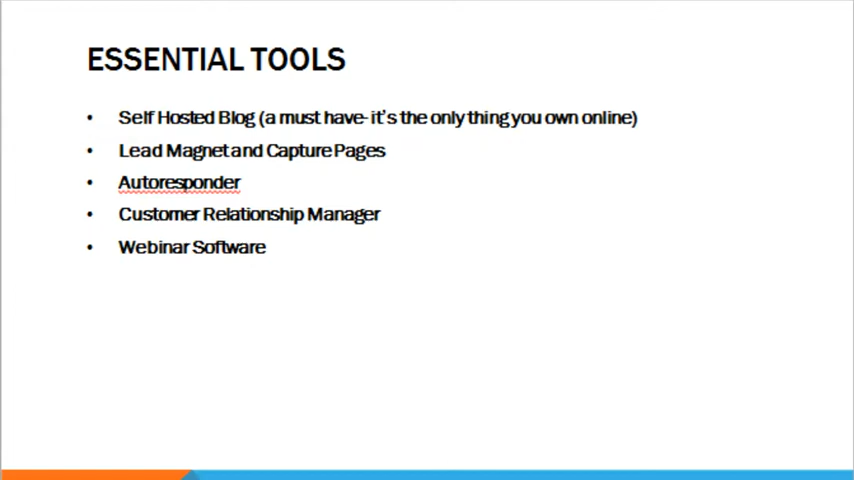 ESSENTIAL TOOLS
• Self Hosted Blog (a must have- it's the only thing you own online)
• Lead Magnet and Capture Pages
• Autoresponder
• Customer Relationship Manager
• Webinar Software